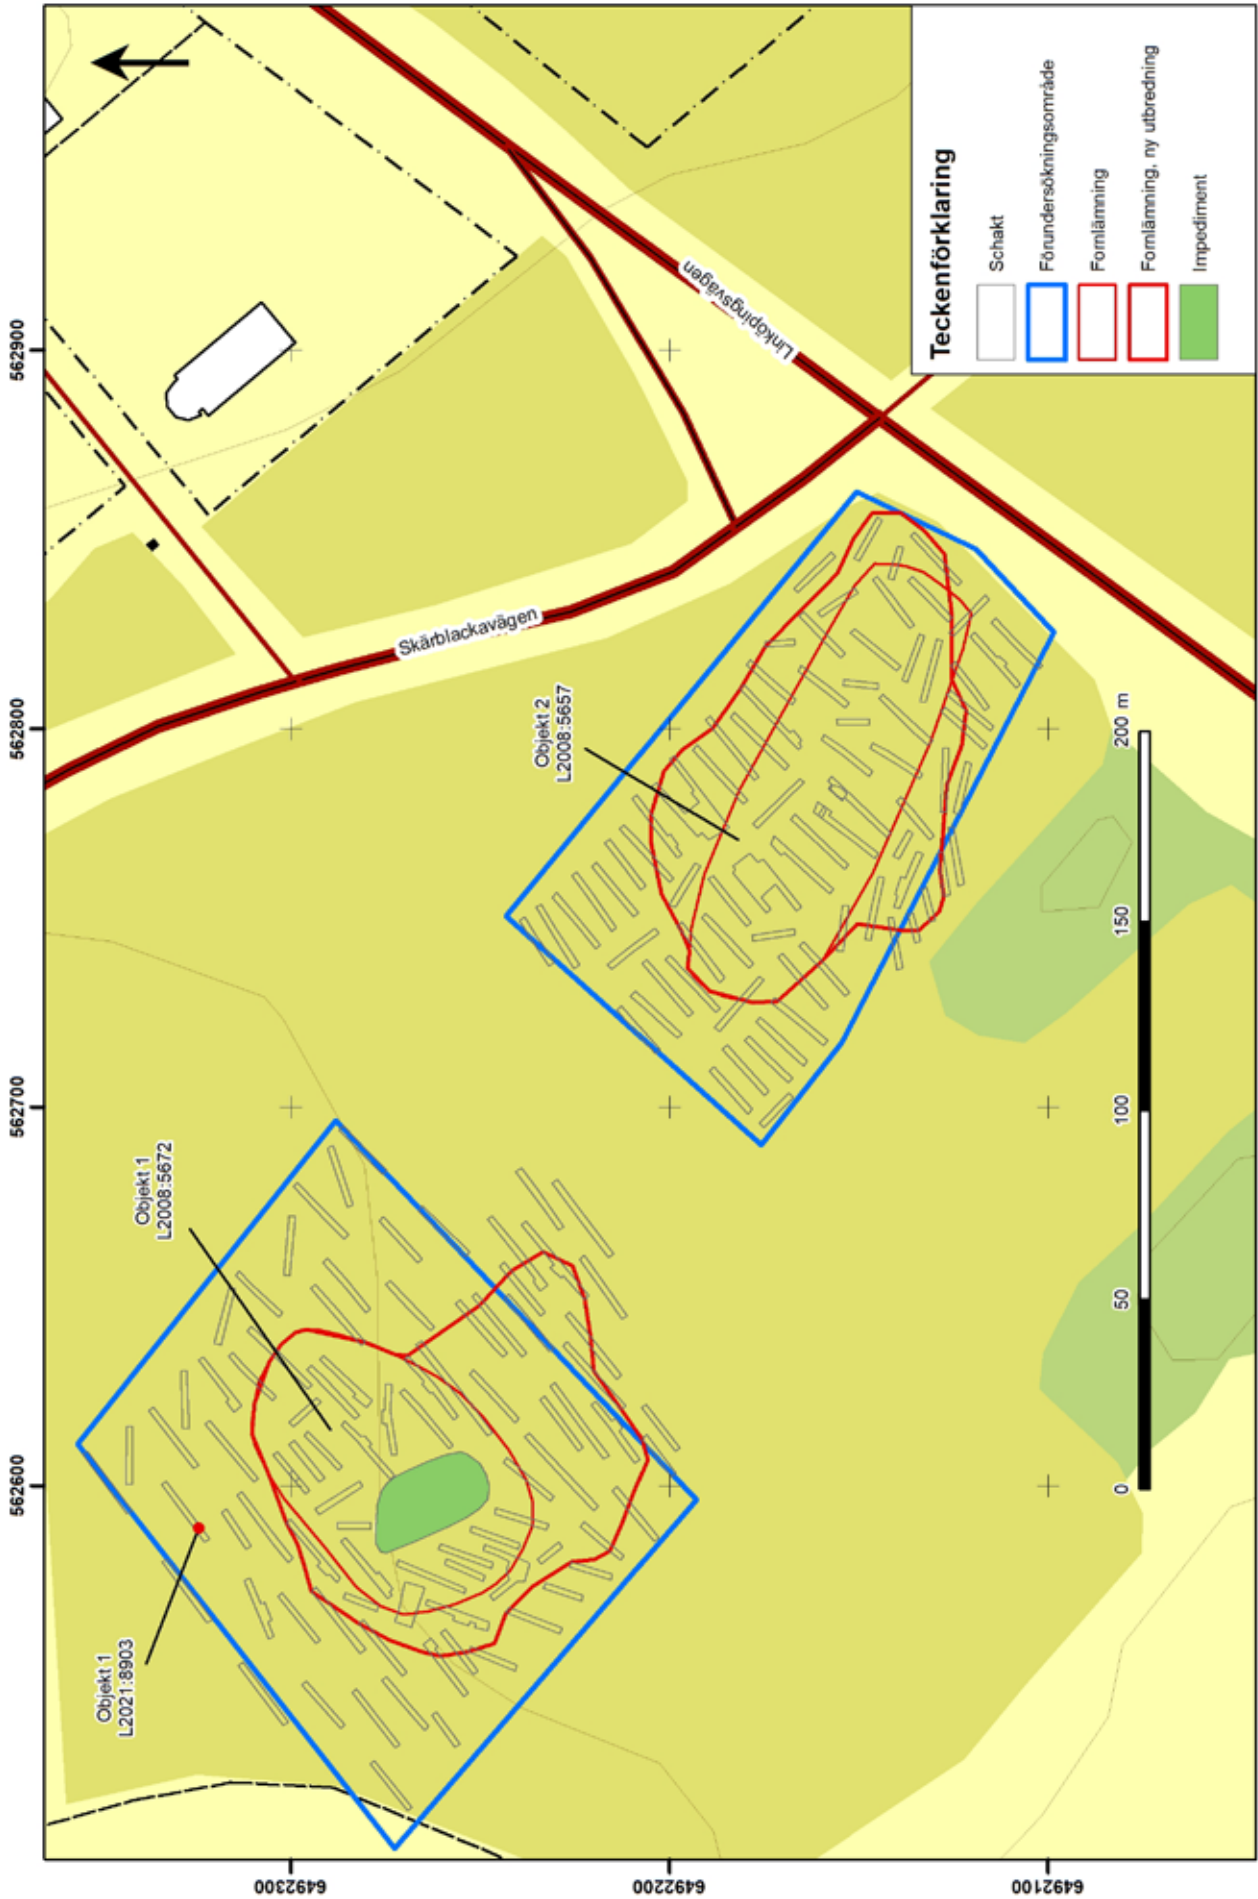 562600
562700
562800
562900
6492300
6492200
6492100
Objekt 1
L2021:8903
Objekt 1
L2008:5672
Objekt 2
L2008:5657
Skärblackavägen
Linköpingsvägen
0
50
100
150
200 m
Teckenförklaring
Schakt
Förundersökningsområde
Fornlämning
Fornlämning, ny utbredning
Impediment